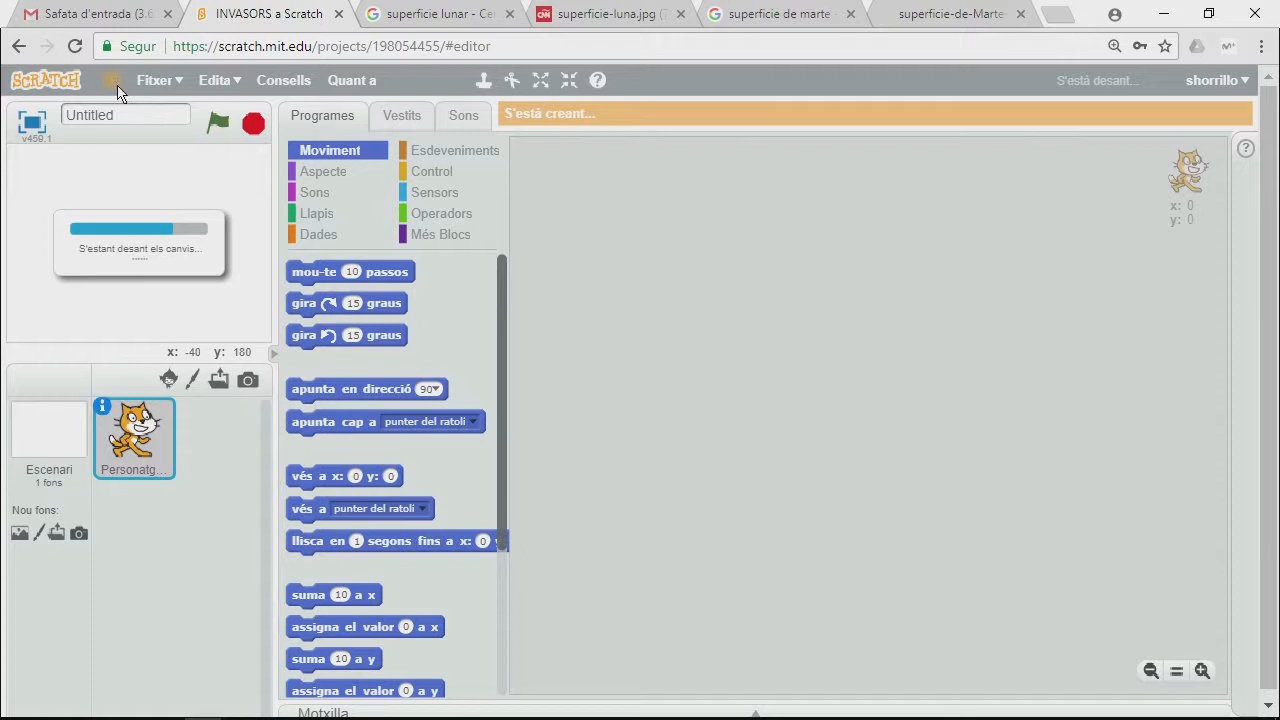 Safata d'entrada (3.6
INVASORS a Scratch
superficie lunar - Ce
superficie-luna.jpg (
superficie de marte -
superficie-de-Marte
Segur
https://scratch.mit.edu/projects/198054455/#editor
SCRATCH
Fitxer
Edita
Consells
Quant a
S'està desant...
shorrillo
v459.1
Untitled
Programes
Vestits
Sons
S'està creant...
Moviment
Esdeveniments
Aspecte
Control
Sons
Sensors
Llapis
Operadors
Dades
Més Blocs
S'estant desant els canvis...
x: 0
y: 0
mou-te 10 passos
gira 15 graus
gira 15 graus
x: -40 y: 180
apunta en direcció 90
apunta cap a punter del ratolí
vés a x: 0 y: 0
vés a punter del ratolí
llisca en 1 segons fins a x: 0 y
suma 10 a x
assigna el valor 0 a x
suma 10 a y
assigna el valor 0 a y
Personatg...
Escenari
1 fons
Nou fons:
Motxilla